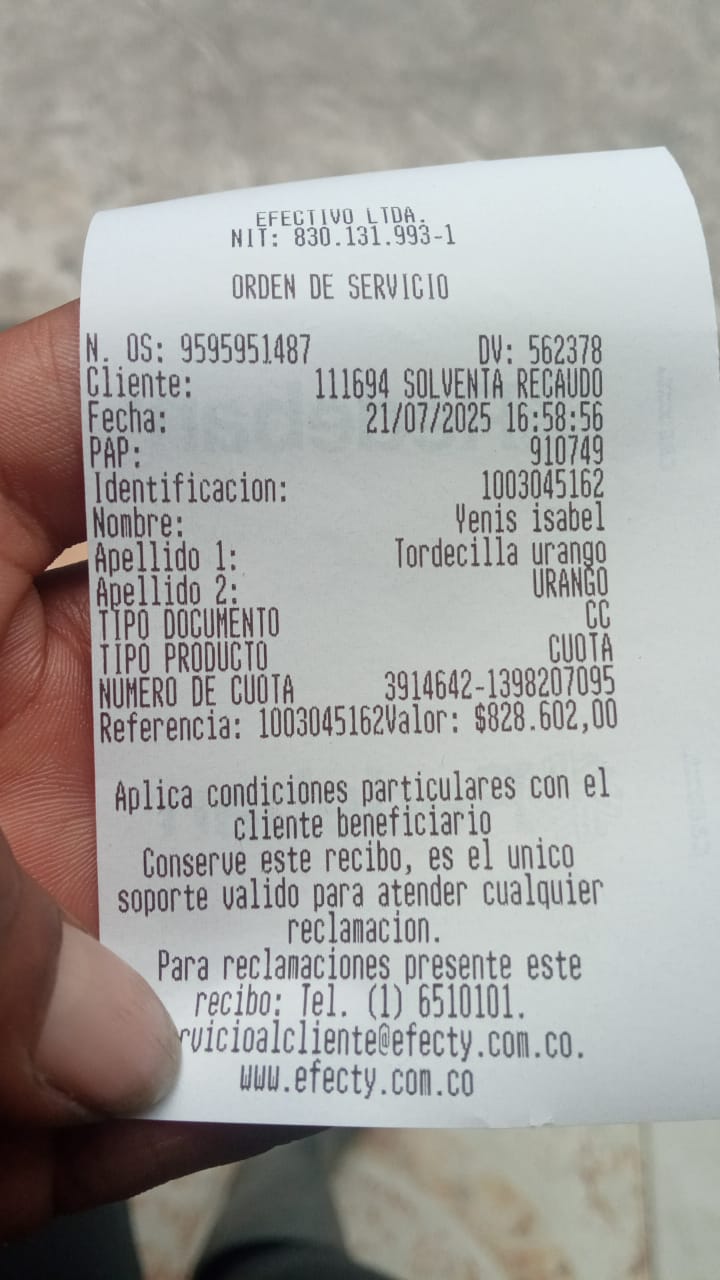 EFECTIVO LTDA.
NIT: 830.131.993-1
ORDEN DE SERVICIO
N. OS: 9595951487 DV: 562378
Cliente: 111694 SOLVENTA RECAUDO
Fecha: 21/07/2025 16:58:56
PAP: 910749
Identificacion: 1003045162
Nombre: Yenis isabel
Apellido 1: Tordecilla urango
Apellido 2: URANGO
TIPO DOCUMENTO CC
TIPO PRODUCTO CUOTA
NUMERO DE CUOTA 3914642-1398207095
Referencia: 1003045162Valor: $828.602,00
Aplica condiciones particulares con el
cliente beneficiario
Conserve este recibo, es el unico
soporte valido para atender cualquier
reclamacion.
Para reclamaciones presente este
recibo: Tel. (1) 6510101.
rvicioalcliente@efecty.com.co.
www.efecty.com.co